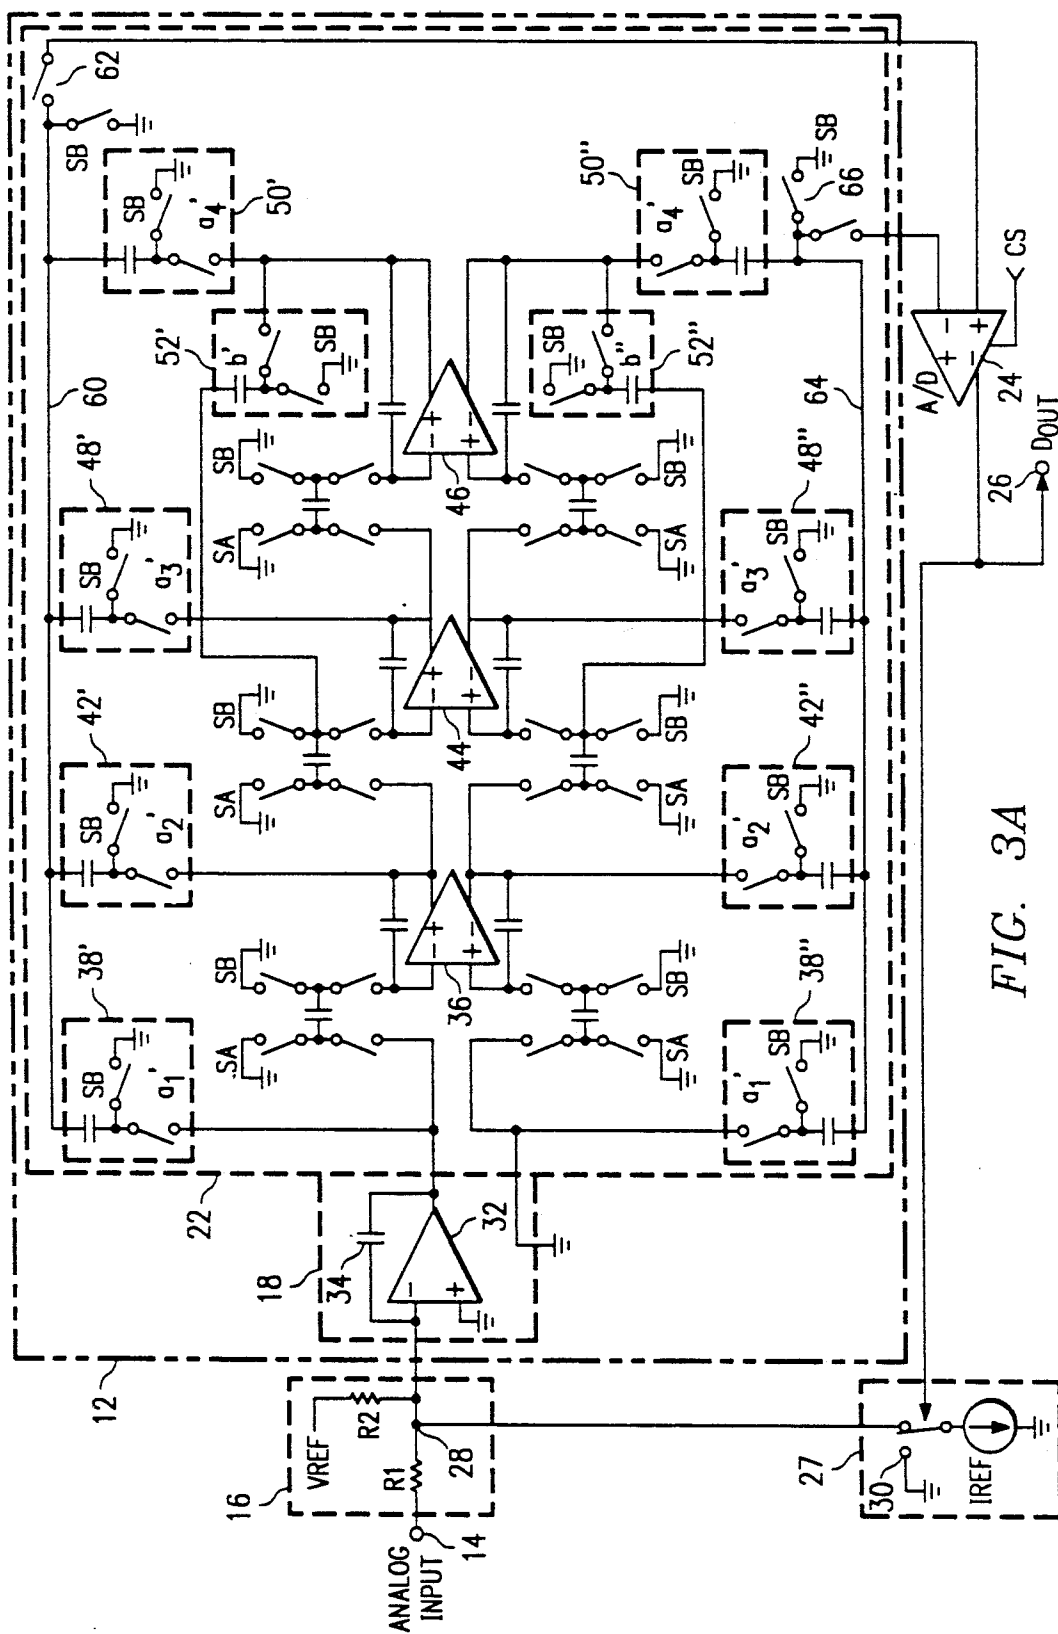 12
16
VREF
R2
R1
28
ANALOG
INPUT
14
18
34
32
-
+
22
27
30
IREF
60
38'
SB
a1'
42'
SB
a2'
48'
SB
a3'
50'
SB
a4'
SB
62
52'
b'
SB
SA
SB
SA
SB
SA
SB
36
- +
+ -
44
- +
+ -
46
- +
+ -
SA
SB
SA
SB
SA
SB
SB
b"
52"
38"
SB
a1'
42"
SB
a2'
48"
SB
a3'
50"
SB
a4'
SB
66
64
A/D
+ -
- +
24
CS
26
DOUT
FIG. 3A